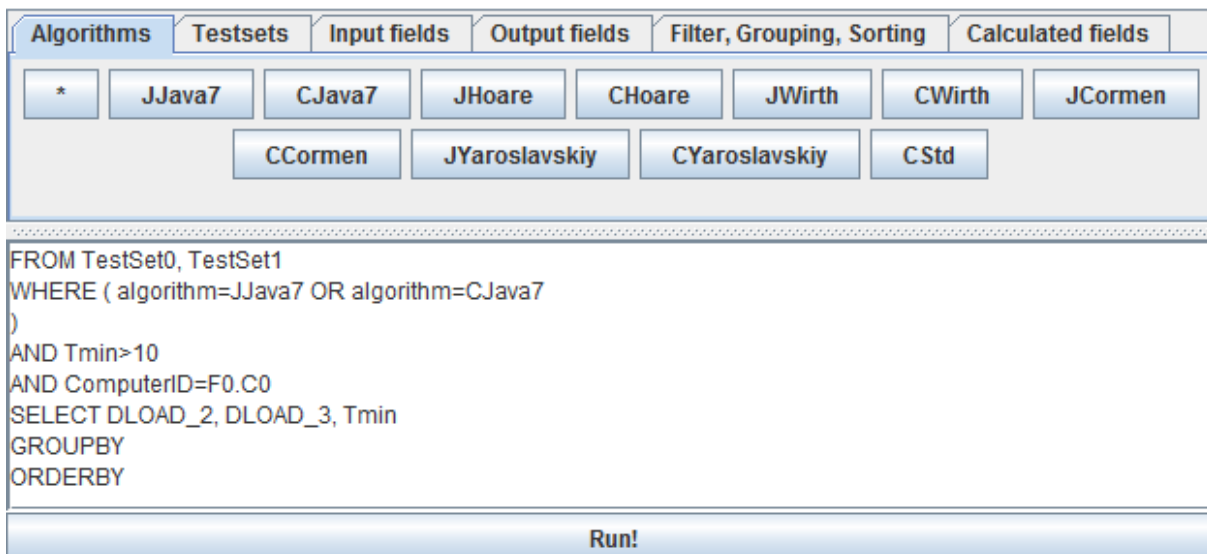 Algorithms Testsets Input fields Output fields Filter, Grouping, Sorting Calculated fields
* JJava7 CJava7 JHoare CHoare JWirth CWirth JCormen
CCormen JYaroslavskiy CYaroslavskiy CStd
FROM TestSet0, TestSet1
WHERE ( algorithm=JJava7 OR algorithm=CJava7
)
AND Tmin>10
AND ComputerID=F0.C0
SELECT DLOAD_2, DLOAD_3, Tmin
GROUPBY
ORDERBY
Run!